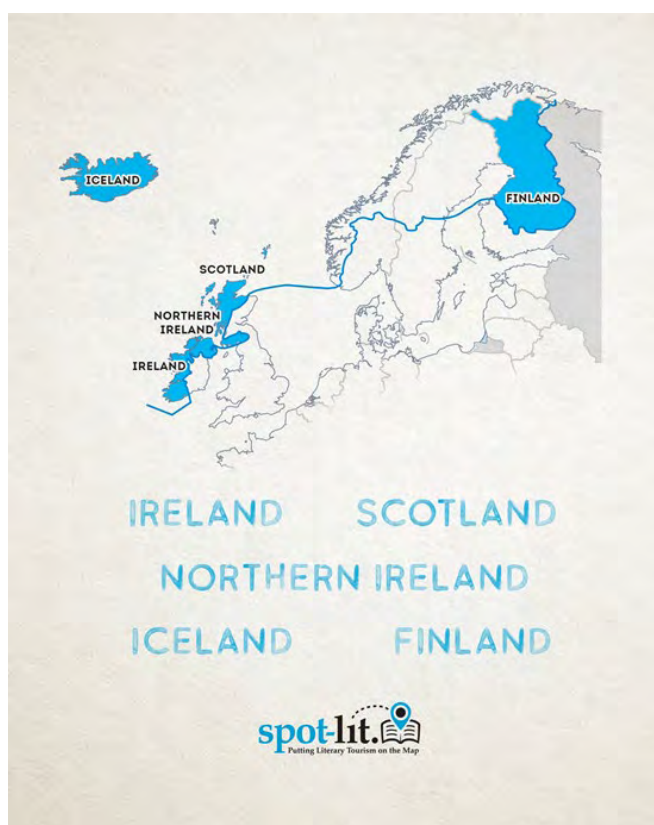 ICELAND
FINLAND
SCOTLAND
NORTHERN
IRELAND
IRELAND
IRELAND SCOTLAND
NORTHERN IRELAND
ICELAND FINLAND
spot-lit.
Putting Literary Tourism on the Map